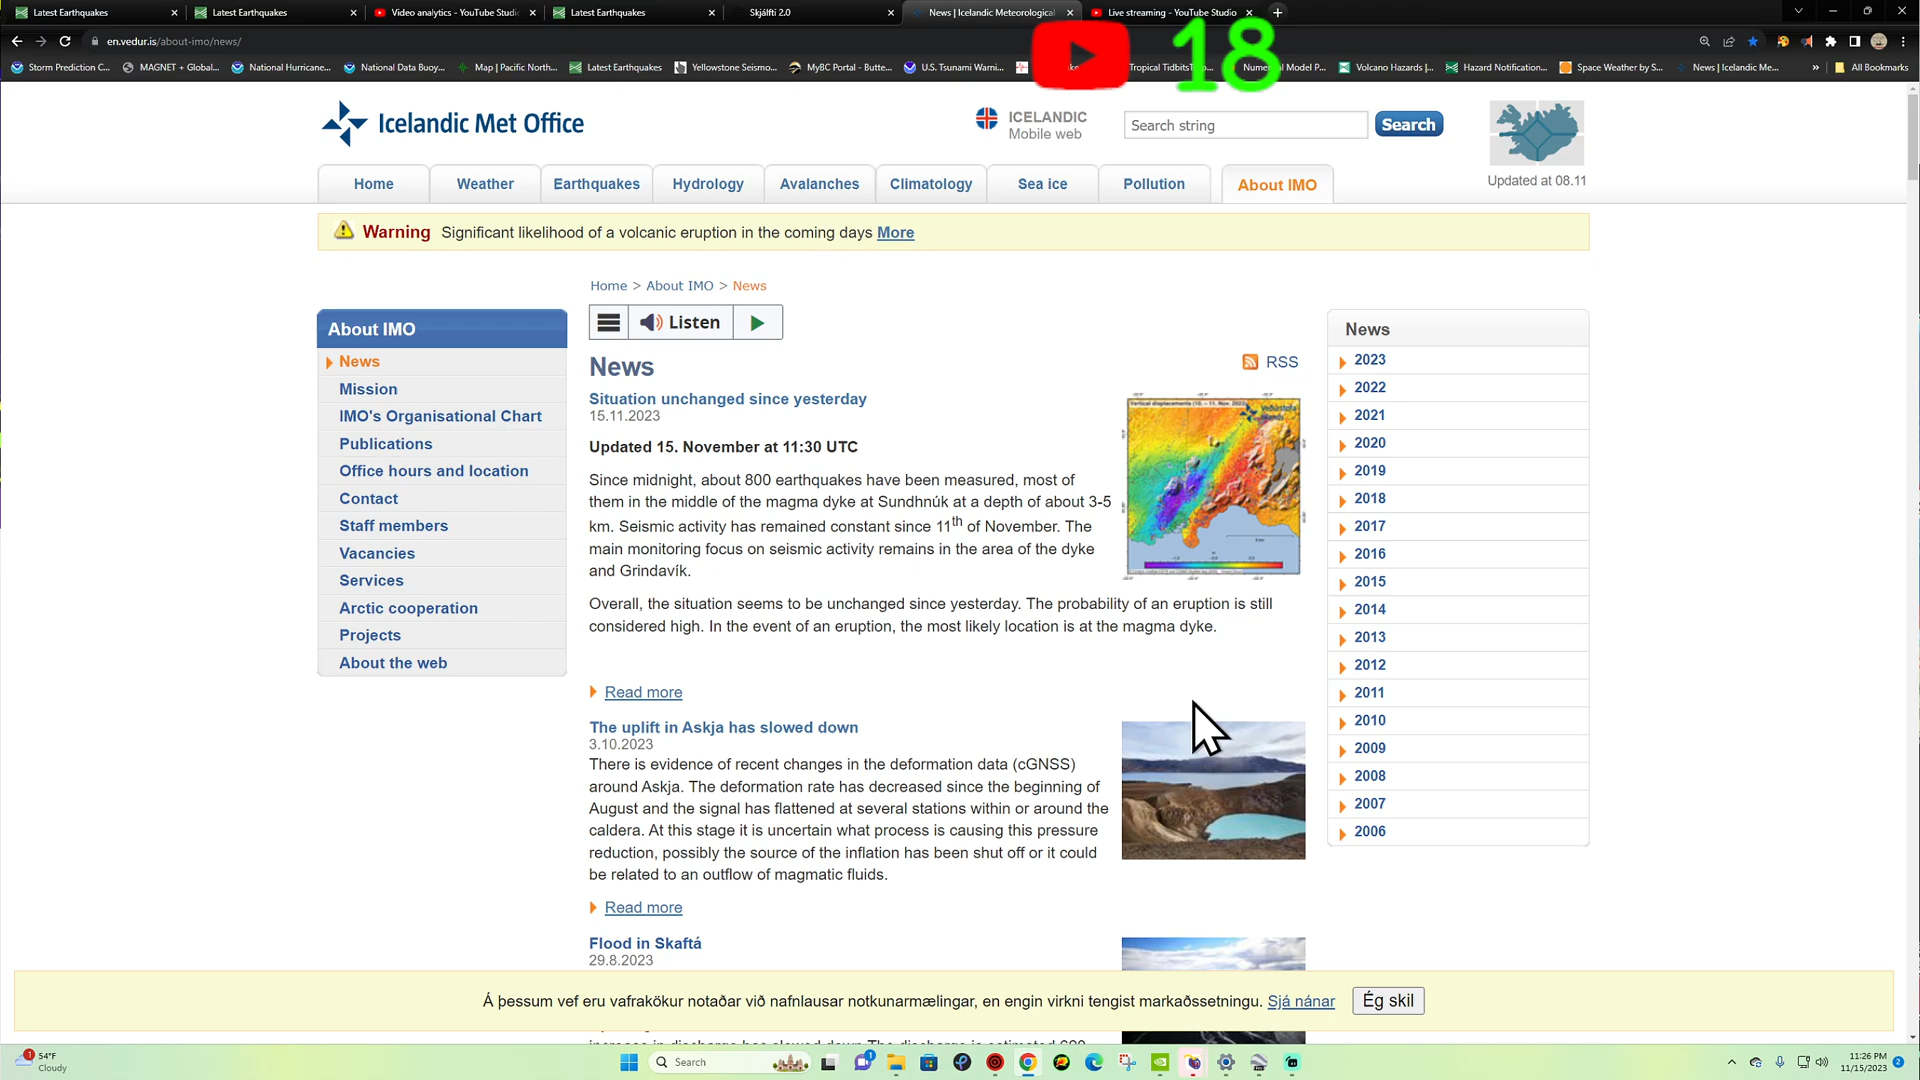 Latest Earthquakes
Latest Earthquakes
Video analytics - YouTube Studio
Latest Earthquakes
Skjálfti 2.0
News | Icelandic Meteorological
Live streaming - YouTube Studio
en.vedur.is/about-imo/news/
Storm Prediction C...
MAGNET + Global...
National Hurricane...
National Data Buoy...
Map | Pacific North...
Latest Earthquakes
Yellowstone Seismo...
MyBC Portal - Butte...
U.S. Tsunami Warni...
18
Volcano Hazards |...
Hazard Notification...
Space Weather by S...
News | Icelandic Me...
»
All Bookmarks
Icelandic Met Office
ICELANDIC
Mobile web
Search string
Search
Updated at 08.11
Home
Weather
Earthquakes
Hydrology
Avalanches
Climatology
Sea ice
Pollution
About IMO
Warning Significant likelihood of a volcanic eruption in the coming days More
Home > About IMO > News
Listen
About IMO
News
Mission
IMO's Organisational Chart
Publications
Office hours and location
Contact
Staff members
Vacancies
Services
Arctic cooperation
Projects
About the web
News
RSS
Situation unchanged since yesterday
15.11.2023
Updated 15. November at 11:30 UTC
Since midnight, about 800 earthquakes have been measured, most of
them in the middle of the magma dyke at Sundhnúk at a depth of about 3-5
km. Seismic activity has remained constant since 11th of November. The
main monitoring focus on seismic activity remains in the area of the dyke
and Grindavík.
Overall, the situation seems to be unchanged since yesterday. The probability of an eruption is still
considered high. In the event of an eruption, the most likely location is at the magma dyke.
Read more
The uplift in Askja has slowed down
3.10.2023
There is evidence of recent changes in the deformation data (cGNSS)
around Askja. The deformation rate has decreased since the beginning of
August and the signal has flattened at several stations within or around the
caldera. At this stage it is uncertain what process is causing this pressure
reduction, possibly the source of the inflation has been shut off or it could
be related to an outflow of magmatic fluids.
Read more
Flood in Skaftá
29.8.2023
News
2023
2022
2021
2020
2019
2018
2017
2016
2015
2014
2013
2012
2011
2010
2009
2008
2007
2006
Á þessum vef eru vafrakökur notaðar við nafnlausar notkunarmælingar, en engin virkni tengist markaðssetningu. Sjá nánar
Ég skil
1
54°F
Cloudy
Search
1
11:26 PM
11/15/2023
2